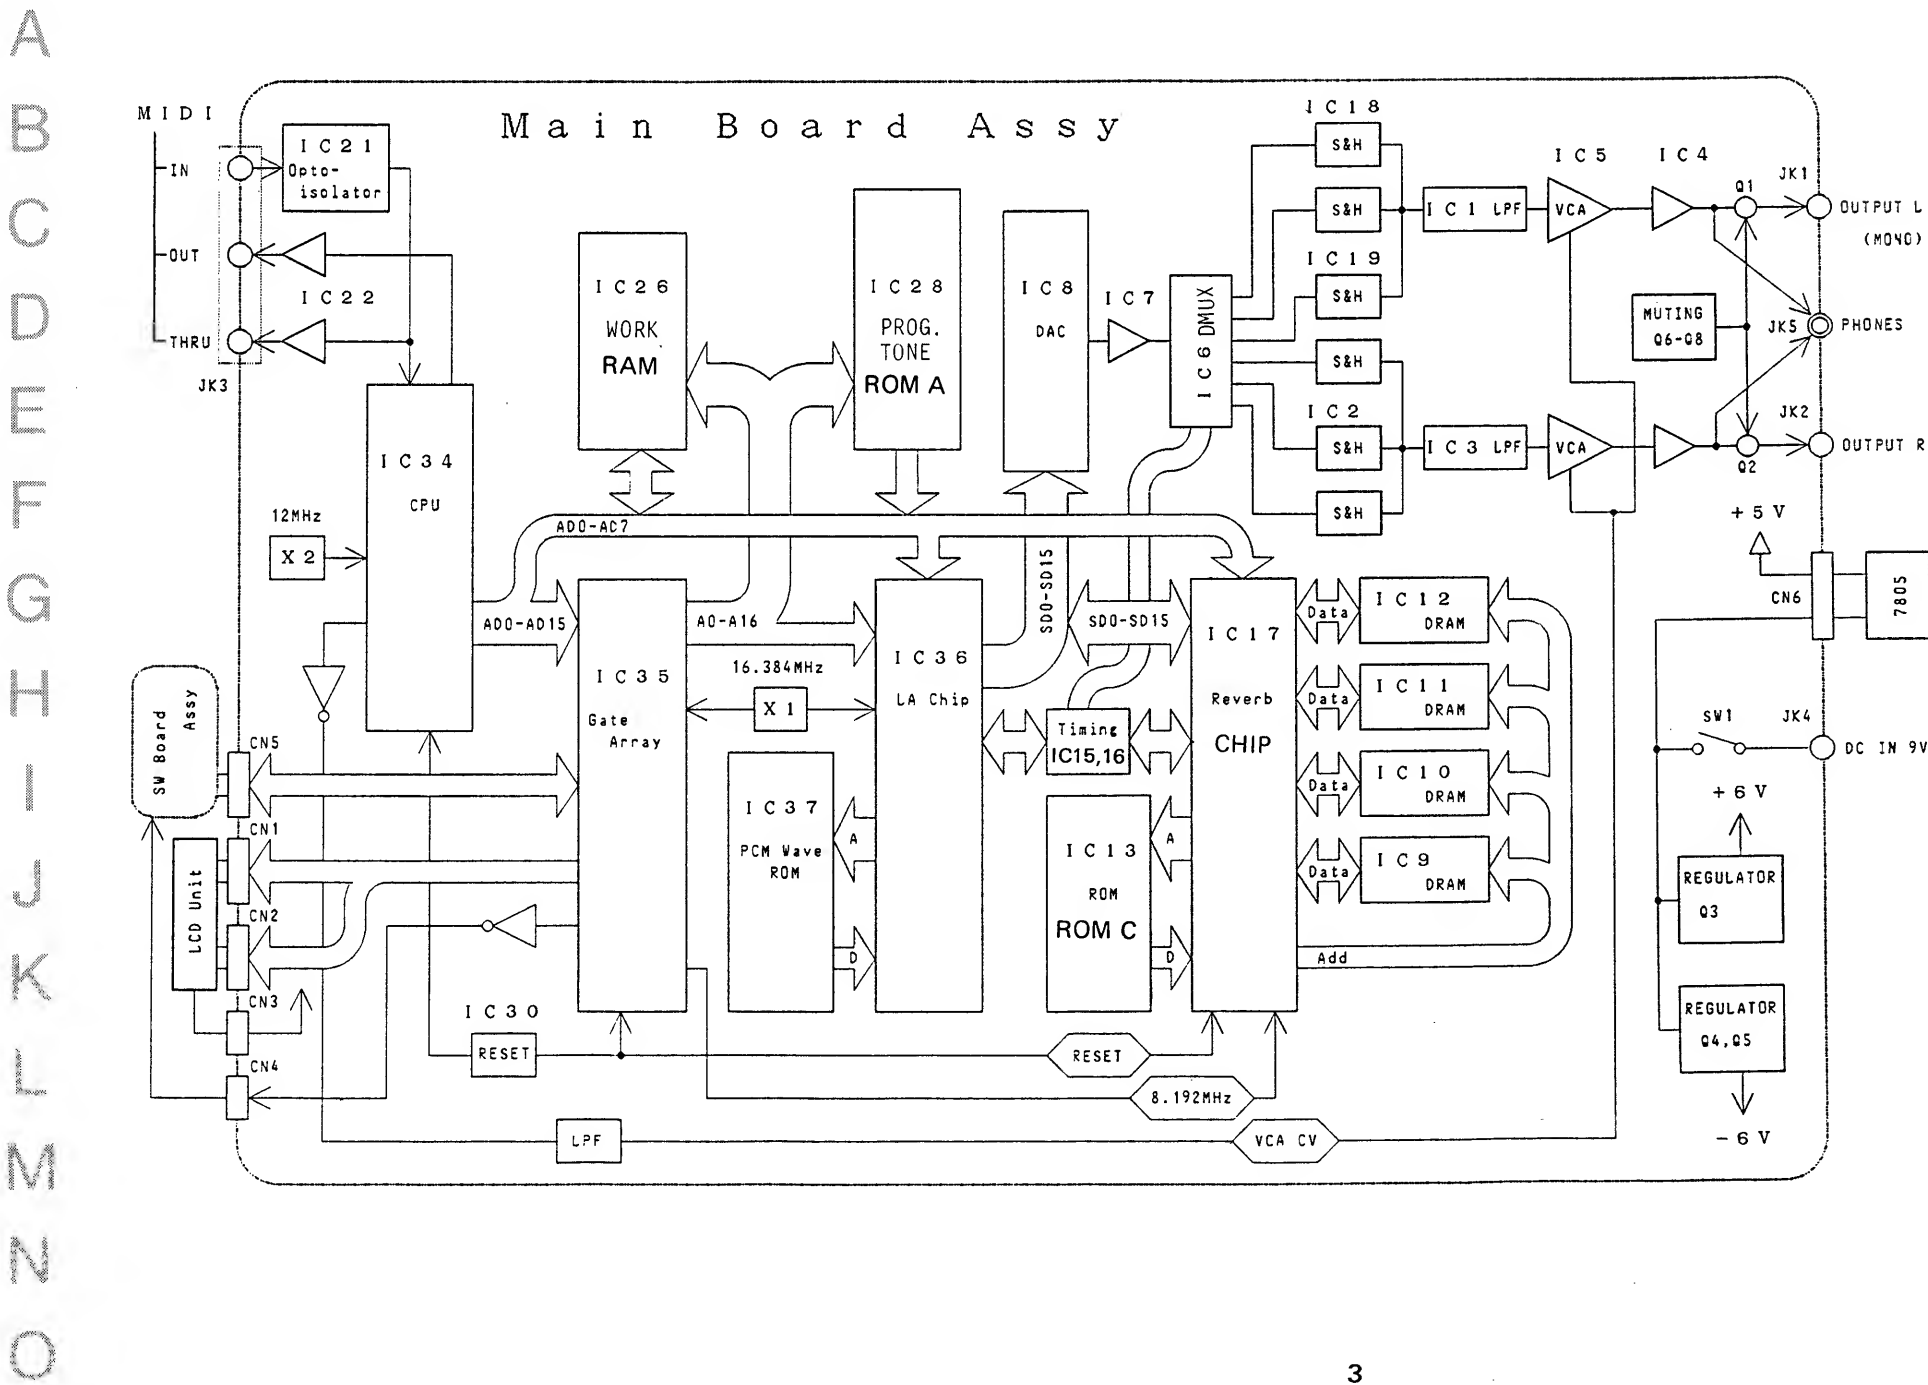 A
B
C
D
E
F
G
H
I
J
K
L
M
N
O
Main Board Assy
MIDI
IN
OUT
THRU
JK3
IC21
Opto-
isolator
IC22
IC34
CPU
12MHz
X2
IC26
WORK
RAM
IC28
PROG.
TONE
ROM A
IC8
DAC
IC7
IC6 DMUX
IC18
S&H
S&H
IC19
S&H
S&H
IC2
S&H
S&H
IC1 LPF
IC3 LPF
IC5
VCA
VCA
IC4
Q1
Q2
JK1
OUTPUT L
(MONO)
MUTING
Q6-Q8
JK5
PHONES
JK2
OUTPUT R
+5V
CN6
7805
SW1
JK4
DC IN 9V
+6V
REGULATOR
Q3
REGULATOR
Q4,Q5
-6V
AD0-AD7
AD0-AD15
A0-A16
SD0-SD15
SD0-SD15
IC35
Gate
Array
16.384MHz
X1
IC36
LA Chip
Timing
IC15,16
IC17
Reverb
CHIP
Data
IC12
DRAM
Data
IC11
DRAM
Data
IC10
DRAM
Data
IC9
DRAM
Add
IC37
PCM Wave
ROM
A
D
IC13
ROM
ROM C
A
D
SW Board
Assy
CN5
CN1
LCD Unit
CN2
CN3
CN4
IC30
RESET
RESET
8.192MHz
LPF
VCA CV
3